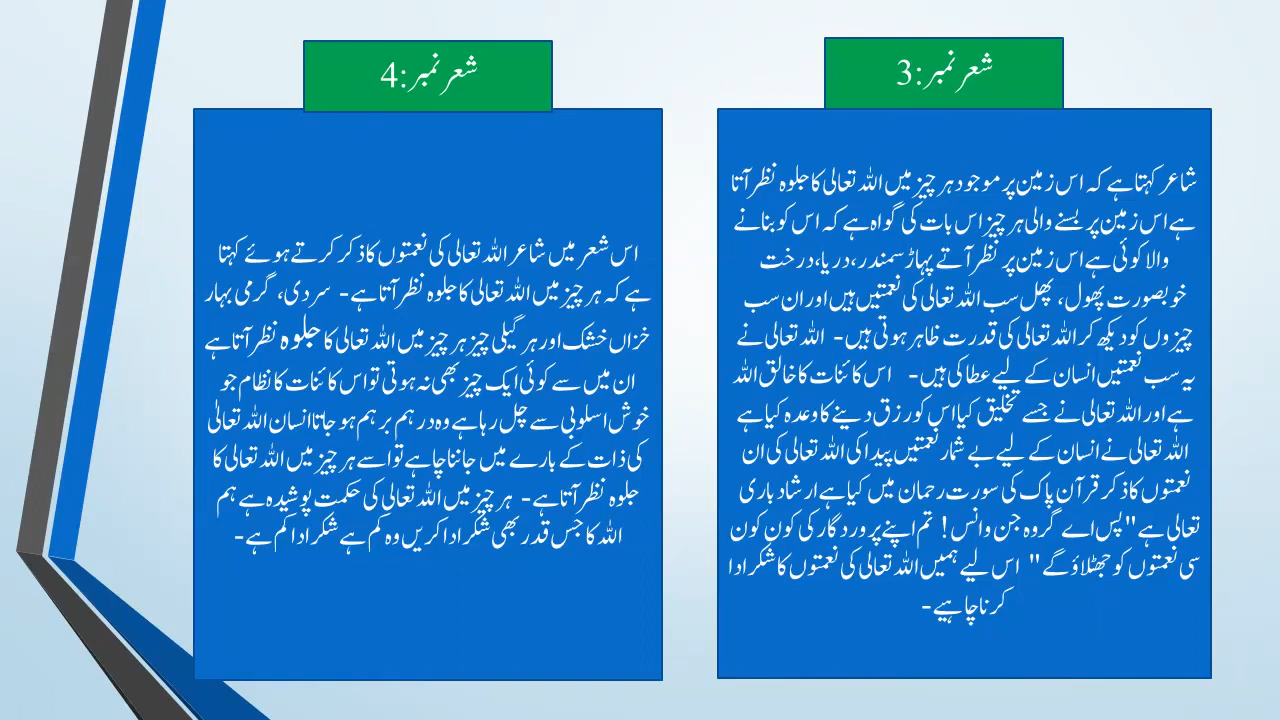 شعر نمبر:3
شاعر کہتا ہے کہ اس زمین پر موجود ہر چیز میں اللہ تعالی کا جلوہ نظر آتا
ہے اس زمین پر بسنے والی ہر چیز اس بات کی گواہ ہے کہ اس کو بنانے
والا کوئی ہے اس زمین پر نظر آتے پہاڑ سمندر ،دریا،درخت
خوبصورت پھول، پھل سب اللہ تعالی کی نعمتیں ہیں اور ان سب
چیزوں کو دیکھ کر اللہ تعالی کی قدرت ظاہر ہوتی ہیں- اللہ تعالی نے
یہ سب نعمتیں انسان کے لیے عطا کی ہیں- اس کائنات کا خالق اللہ
ہے اور اللہ تعالی نے جسے تخلیق کیا اس کو رزق دینے کا وعدہ کیا ہے
اللہ تعالی نے انسان کے لیے بے شمار نعمتیں پیدا کی اللہ تعالی کی ان
نعمتوں کا ذکر قرآن پاک کی سورت رحمان میں کیا ہے ارشاد باری
تعالی ہے "پس اے گروہ جن وانس! تم اپنے پروردگار کی کون کون
سی نعمتوں کو جھٹلاؤ گے" اس لیے ہمیں اللہ تعالی کی نعمتوں کا شکر ادا
کرنا چاہیے-
شعر نمبر:4
اس شعر میں شاعر اللہ تعالی کی نعمتوں کا ذکر کرتے ہوئے کہتا
ہے کہ ہر چیز میں اللہ تعالی کا جلوہ نظر آتا ہے- سردی، گرمی بہار
خزاں خشک اور ہر گیلی چیز ہر چیز میں اللہ تعالی کا جلوہ نظر آتا ہے
ان میں سے کوئی ایک چیز بھی نہ ہوتی تو اس کائنات کا نظام جو
خوش اسلوبی سے چل رہا ہے وہ درہم برہم ہو جاتا انسان اللہ تعالیٰ
کی ذات کے بارے میں جاننا چاہے تو اسے ہر چیز میں اللہ تعالی کا
جلوہ نظر آتا ہے- ہر چیز میں اللہ تعالی کی حکمت پوشیدہ ہے ہم
اللہ کا جس قدر بھی شکر ادا کریں وہ کم ہے شکر ادا کم ہے-